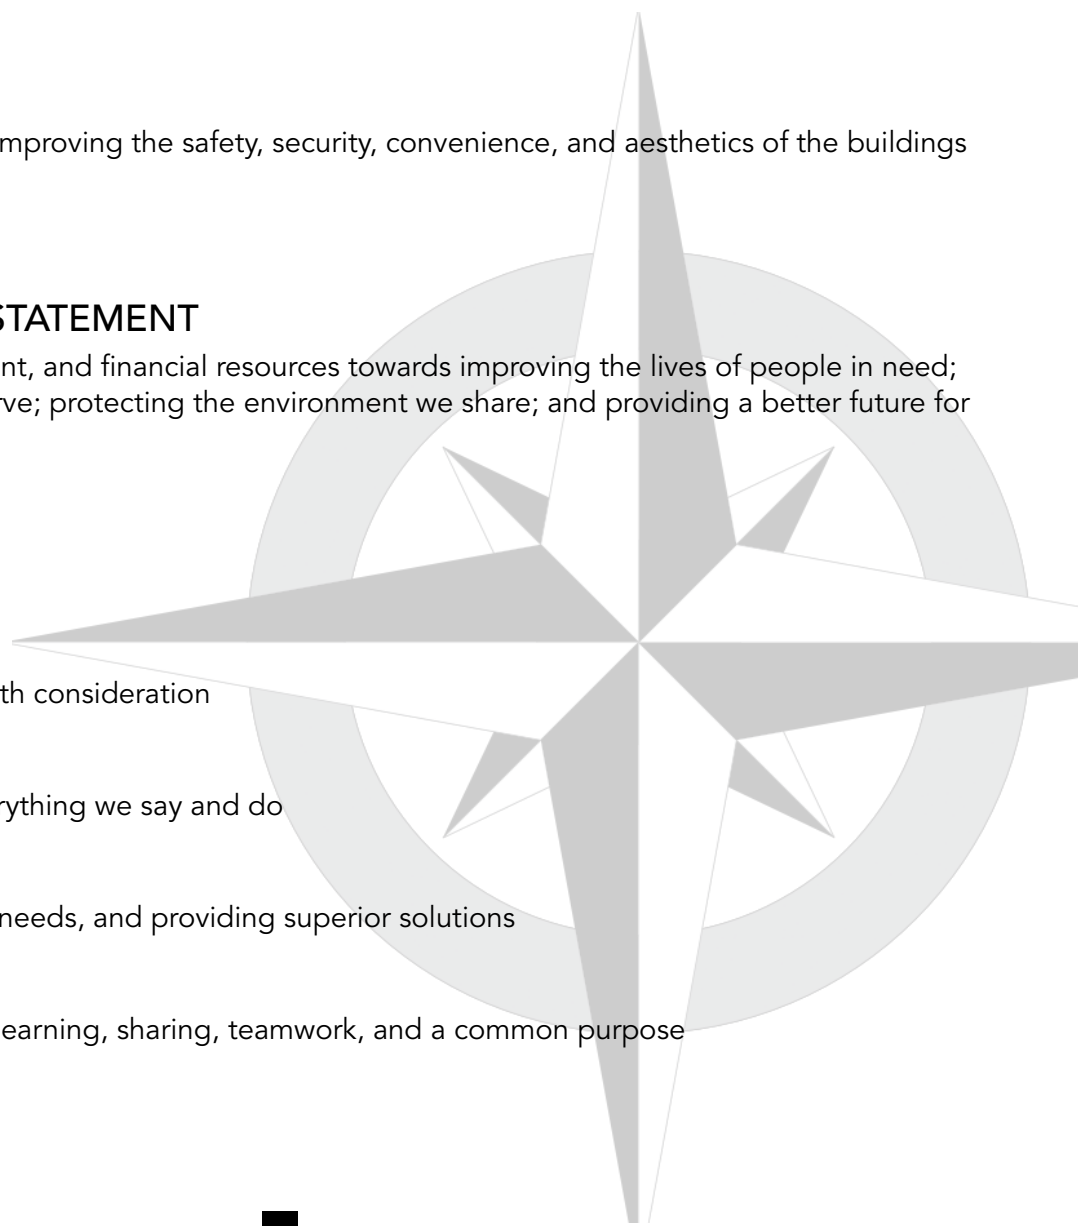 mproving the safety, security, convenience, and aesthetics of the buildings
STATEMENT
nt, and financial resources towards improving the lives of people in need;
rve; protecting the environment we share; and providing a better future for
th consideration
rything we say and do
needs, and providing superior solutions
earning, sharing, teamwork, and a common purpose